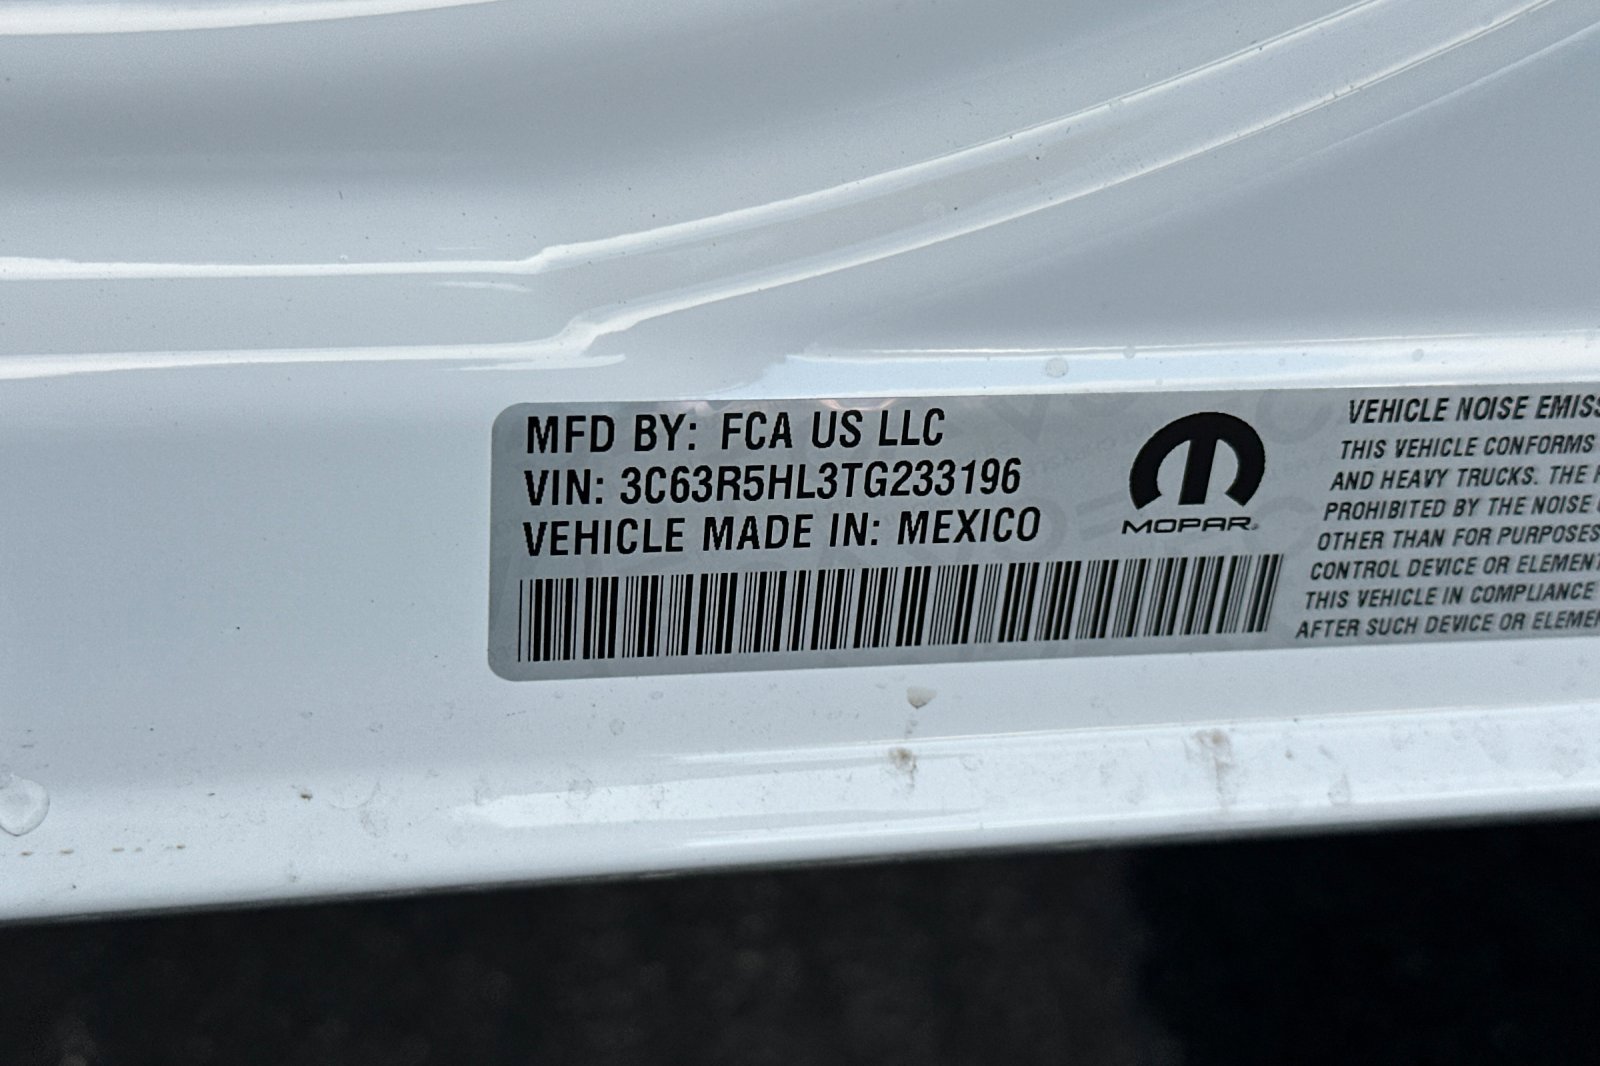 MFD BY: FCA US LLC
VIN: 3C63R5HL3TG233196
VEHICLE MADE IN: MEXICO
MOPAR
VEHICLE NOISE EMISS
THIS VEHICLE CONFORMS
AND HEAVY TRUCKS. THE F
PROHIBITED BY THE NOISE
OTHER THAN FOR PURPOSES
CONTROL DEVICE OR ELEMENT
THIS VEHICLE IN COMPLIANCE
AFTER SUCH DEVICE OR ELEME